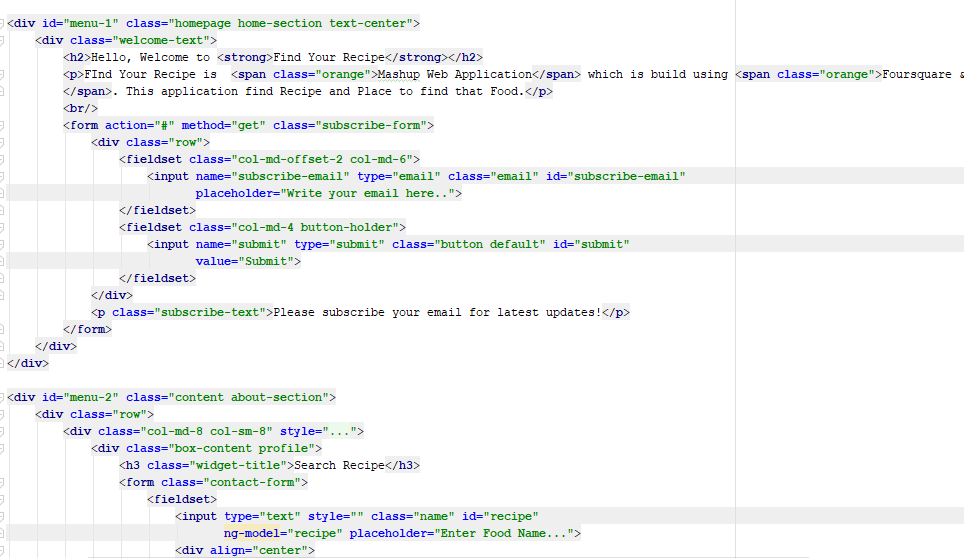 <div id="menu-1" class="homepage home-section text-center">
<div class="welcome-text">
<h2>Hello, Welcome to <strong>Find Your Recipe</strong></h2>
<p>FInd Your Recipe is  <span class="orange">Mashup Web Application</span> which is build using <span class="orange">Foursquare &
</span>. This application find Recipe and Place to find that Food.</p>
<br/>
<form action="#" method="get" class="subscribe-form">
<div class="row">
<fieldset class="col-md-offset-2 col-md-6">
<input name="subscribe-email" type="email" class="email" id="subscribe-email"
placeholder="Write your email here..">
</fieldset>
<fieldset class="col-md-4 button-holder">
<input name="submit" type="submit" class="button default" id="submit"
value="Submit">
</fieldset>
</div>
<p class="subscribe-text">Please subscribe your email for latest updates!</p>
</form>
</div>
</div>
<div id="menu-2" class="content about-section">
<div class="row">
<div class="col-md-8 col-sm-8" style="...">
<div class="box-content profile">
<h3 class="widget-title">Search Recipe</h3>
<form class="contact-form">
<fieldset>
<input type="text" style="" class="name" id="recipe"
ng-model="recipe" placeholder="Enter Food Name...">
<div align="center">